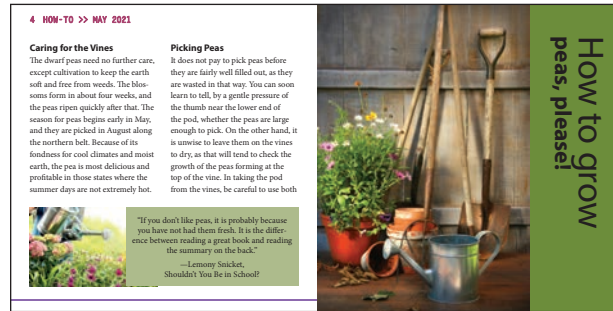 4 HOW-TO >> MAY 2021
Caring for the Vines
The dwarf peas need no further care,
except cultivation to keep the earth
soft and free from weeds. The blos-
soms form in about four weeks, and
the peas ripen quickly after that. The
season for peas begins early in May,
and they are picked in August along
the northern belt. Because of its
fondness for cool climates and moist
earth, the pea is most delicious and
profitable in those states where the
summer days are not extremely hot.
Picking Peas
It does not pay to pick peas before
they are fairly well filled out, as they
are wasted in that way. You can soon
learn to tell, by a gentle pressure of
the thumb near the lower end of
the pod, whether the peas are large
enough to pick. On the other hand, it
is unwise to leave them on the vines
to dry, as that will tend to check the
growth of the peas forming at the
top of the vine. In taking the pod
from the vines, be careful to use both
"If you don't like peas, it is probably because
you have not had them fresh. It is the differ-
ence between reading a great book and reading
the summary on the back."
—Lemony Snicket,
Shouldn't You Be in School?
How to grow
peas, please!